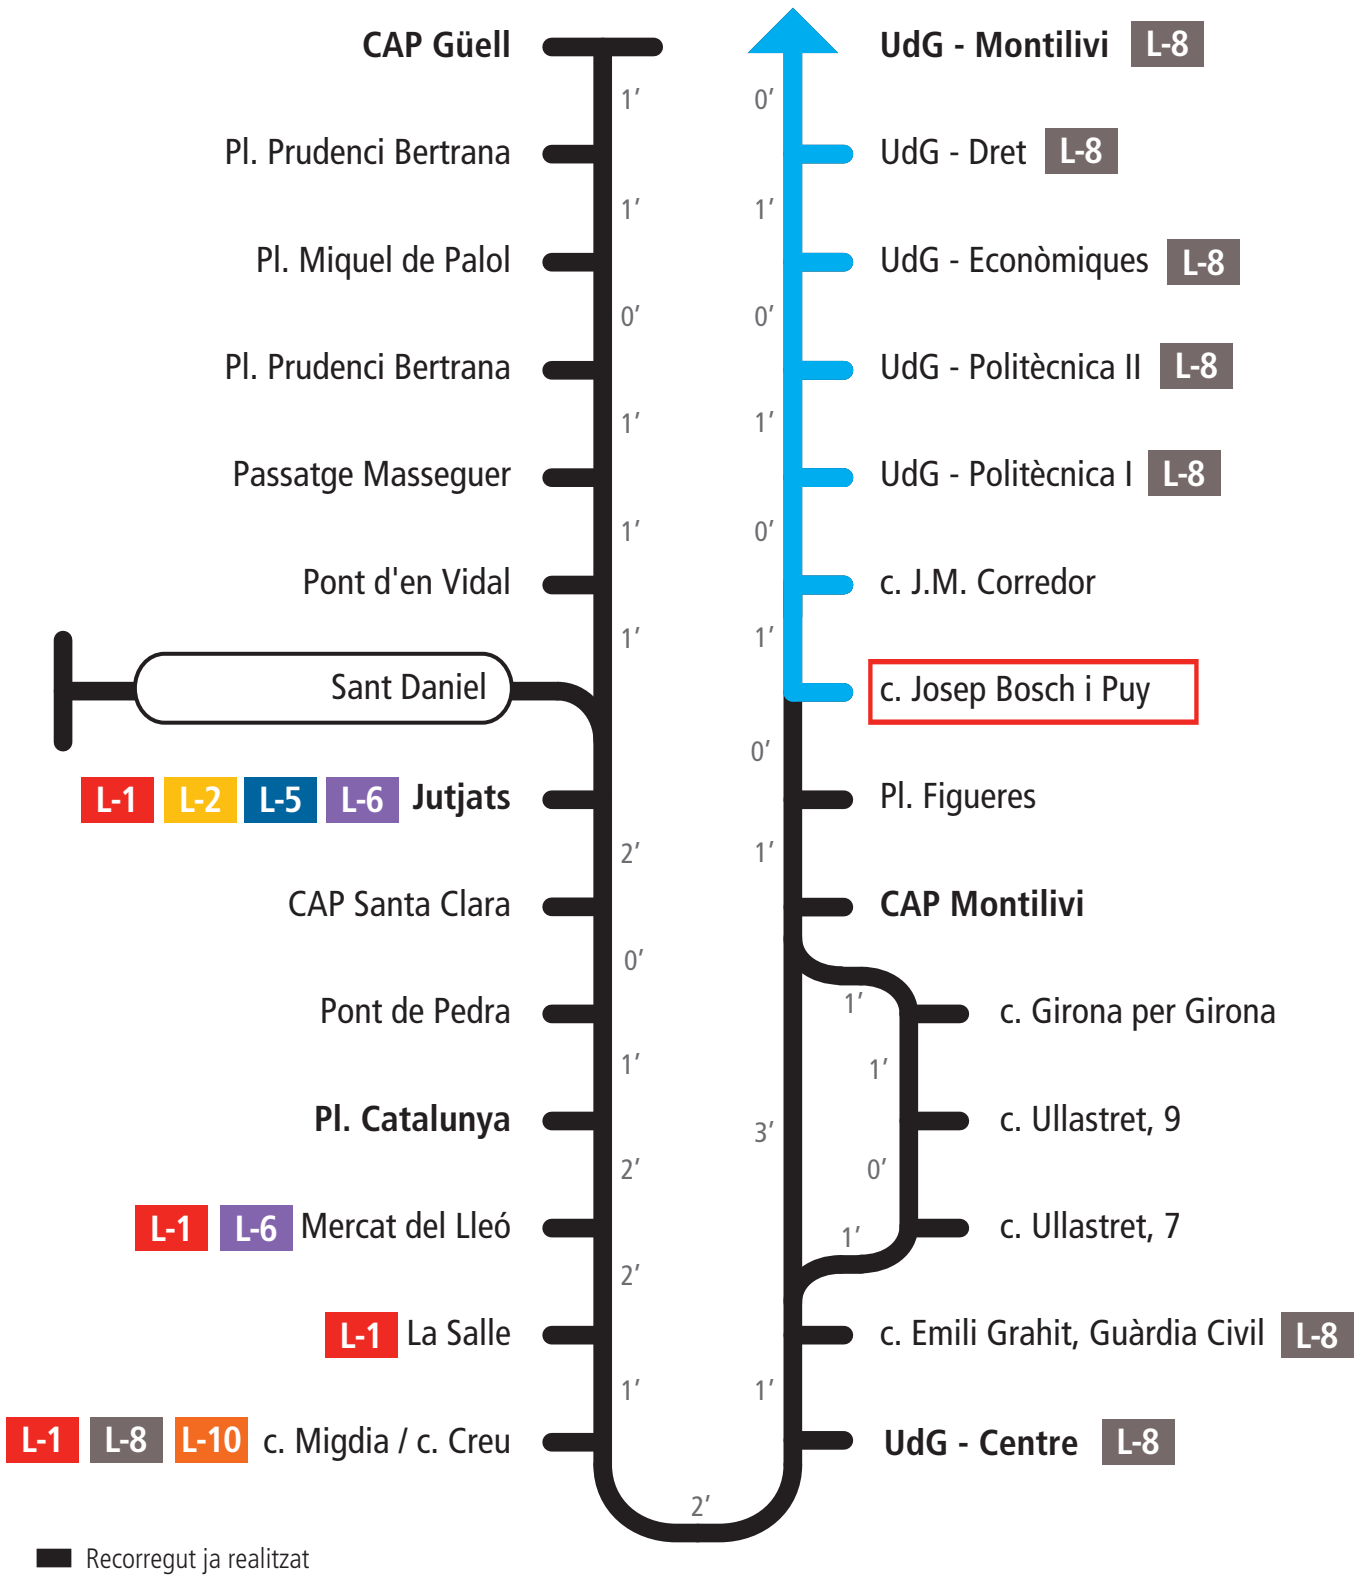 CAP Güell
1’
Pl. Prudenci Bertrana
1’
Pl. Miquel de Palol
0’
Pl. Prudenci Bertrana
1’
Passatge Masseguer
1’
Pont d'en Vidal
1’
Sant Daniel
L-1 L-2 L-5 L-6 Jutjats
2’
CAP Santa Clara
0’
Pont de Pedra
1’
Pl. Catalunya
2’
L-1 L-6 Mercat del Lleó
2’
L-1 La Salle
1’
L-1 L-8 L-10 c. Migdia / c. Creu
2’
UdG - Montilivi L-8
0’
UdG - Dret L-8
1’
UdG - Econòmiques L-8
0’
UdG - Politècnica II L-8
1’
UdG - Politècnica I L-8
0’
c. J.M. Corredor
1’
c. Josep Bosch i Puy
0’
Pl. Figueres
1’
CAP Montilivi
1’
c. Girona per Girona
1’
c. Ullastret, 9
3’
0’
c. Ullastret, 7
1’
c. Emili Grahit, Guàrdia Civil L-8
1’
UdG - Centre L-8
Recorregut ja realitzat